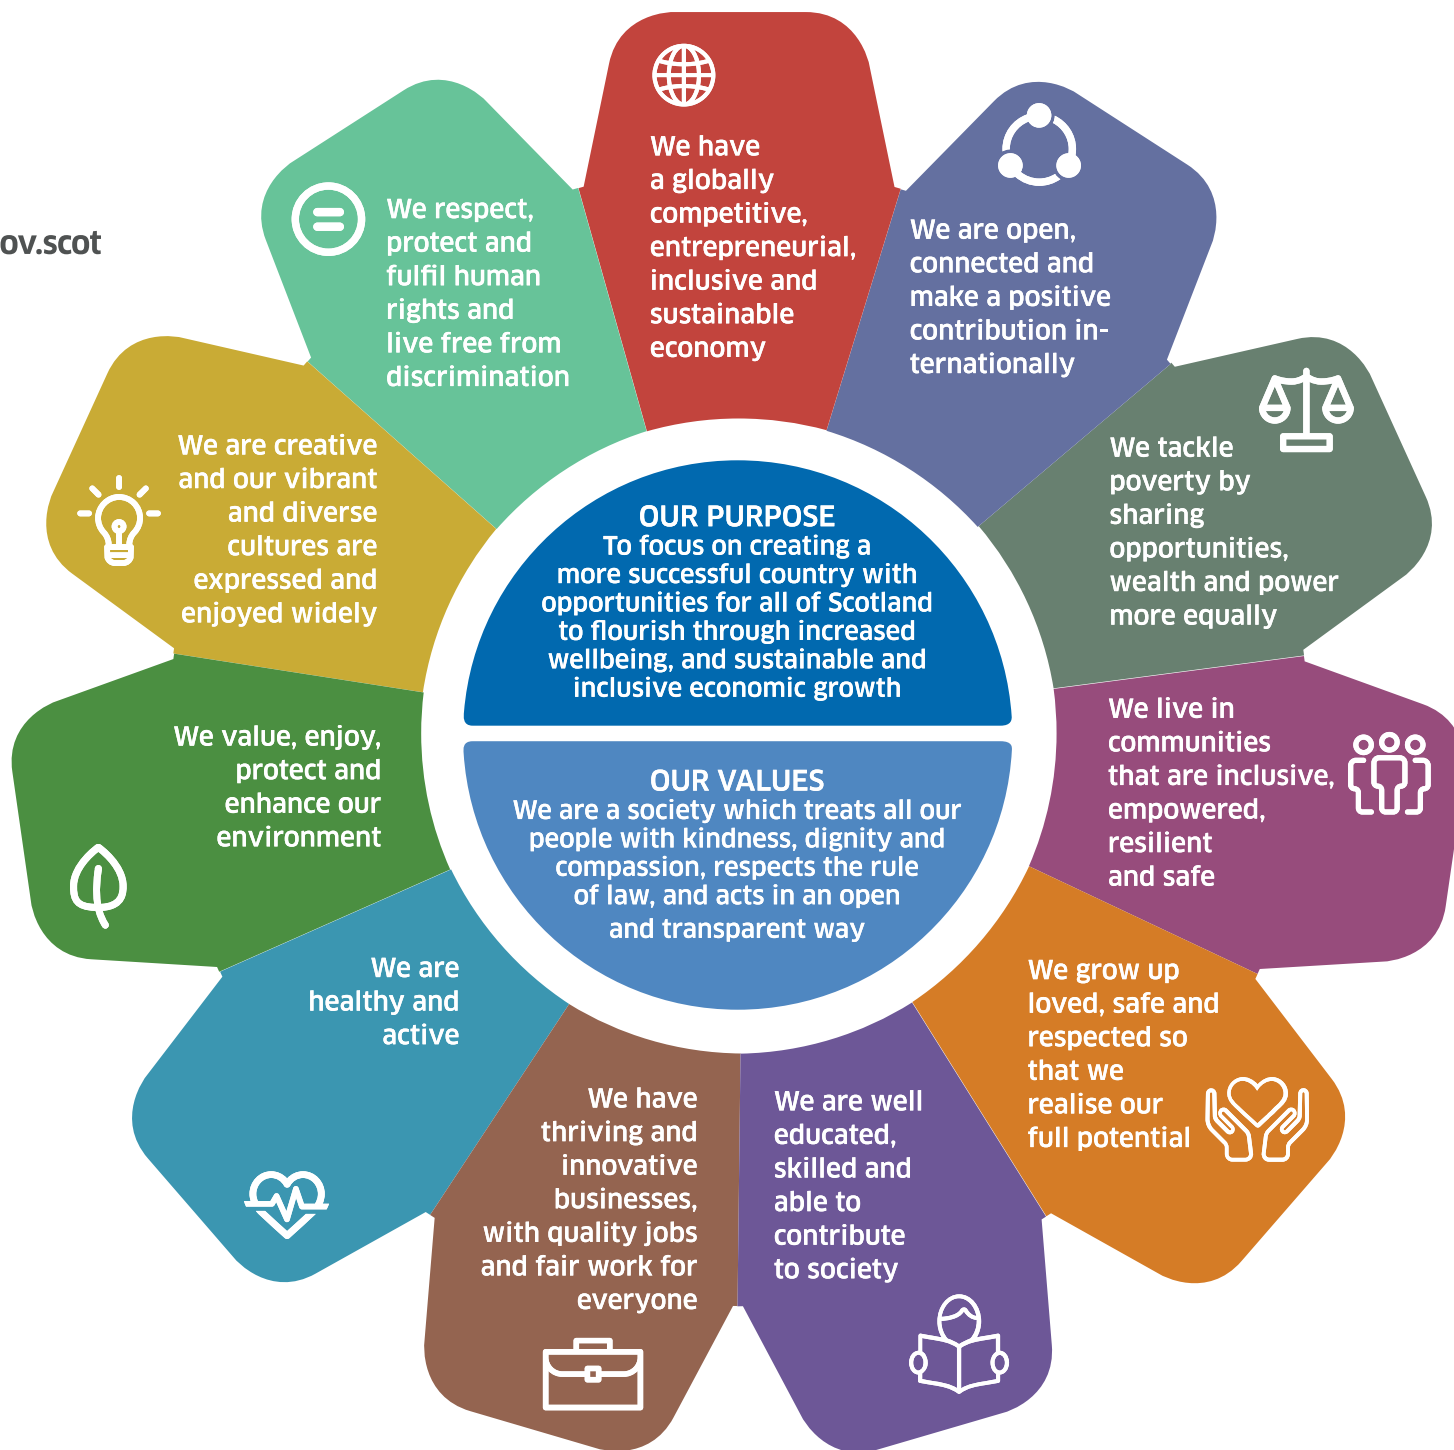 ov.scot
We have
a globally
competitive,
entrepreneurial,
inclusive and
sustainable
economy
We are open,
connected and
make a positive
contribution in-
ternationally
We tackle
poverty by
sharing
opportunities,
wealth and power
more equally
We live in
communities
that are inclusive,
empowered,
resilient
and safe
We grow up
loved, safe and
respected so
that we
realise our
full potential
We are well
educated,
skilled and
able to
contribute
to society
We have
thriving and
innovative
businesses,
with quality jobs
and fair work for
everyone
We are
healthy and
active
We value, enjoy,
protect and
enhance our
environment
We are creative
and our vibrant
and diverse
cultures are
expressed and
enjoyed widely
We respect,
protect and
fulfil human
rights and
live free from
discrimination
OUR PURPOSE
To focus on creating a
more successful country with
opportunities for all of Scotland
to flourish through increased
wellbeing, and sustainable and
inclusive economic growth
OUR VALUES
We are a society which treats all our
people with kindness, dignity and
compassion, respects the rule
of law, and acts in an open
and transparent way